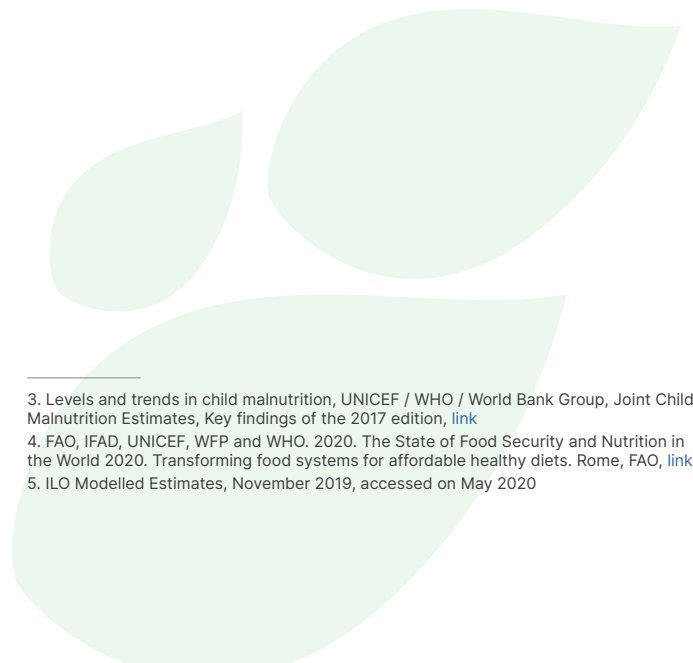 3. Levels and trends in child malnutrition, UNICEF / WHO / World Bank Group, Joint Child
Malnutrition Estimates, Key findings of the 2017 edition, link
4. FAO, IFAD, UNICEF, WFP and WHO. 2020. The State of Food Security and Nutrition in
the World 2020. Transforming food systems for affordable healthy diets. Rome, FAO, link
5. ILO Modelled Estimates, November 2019, accessed on May 2020